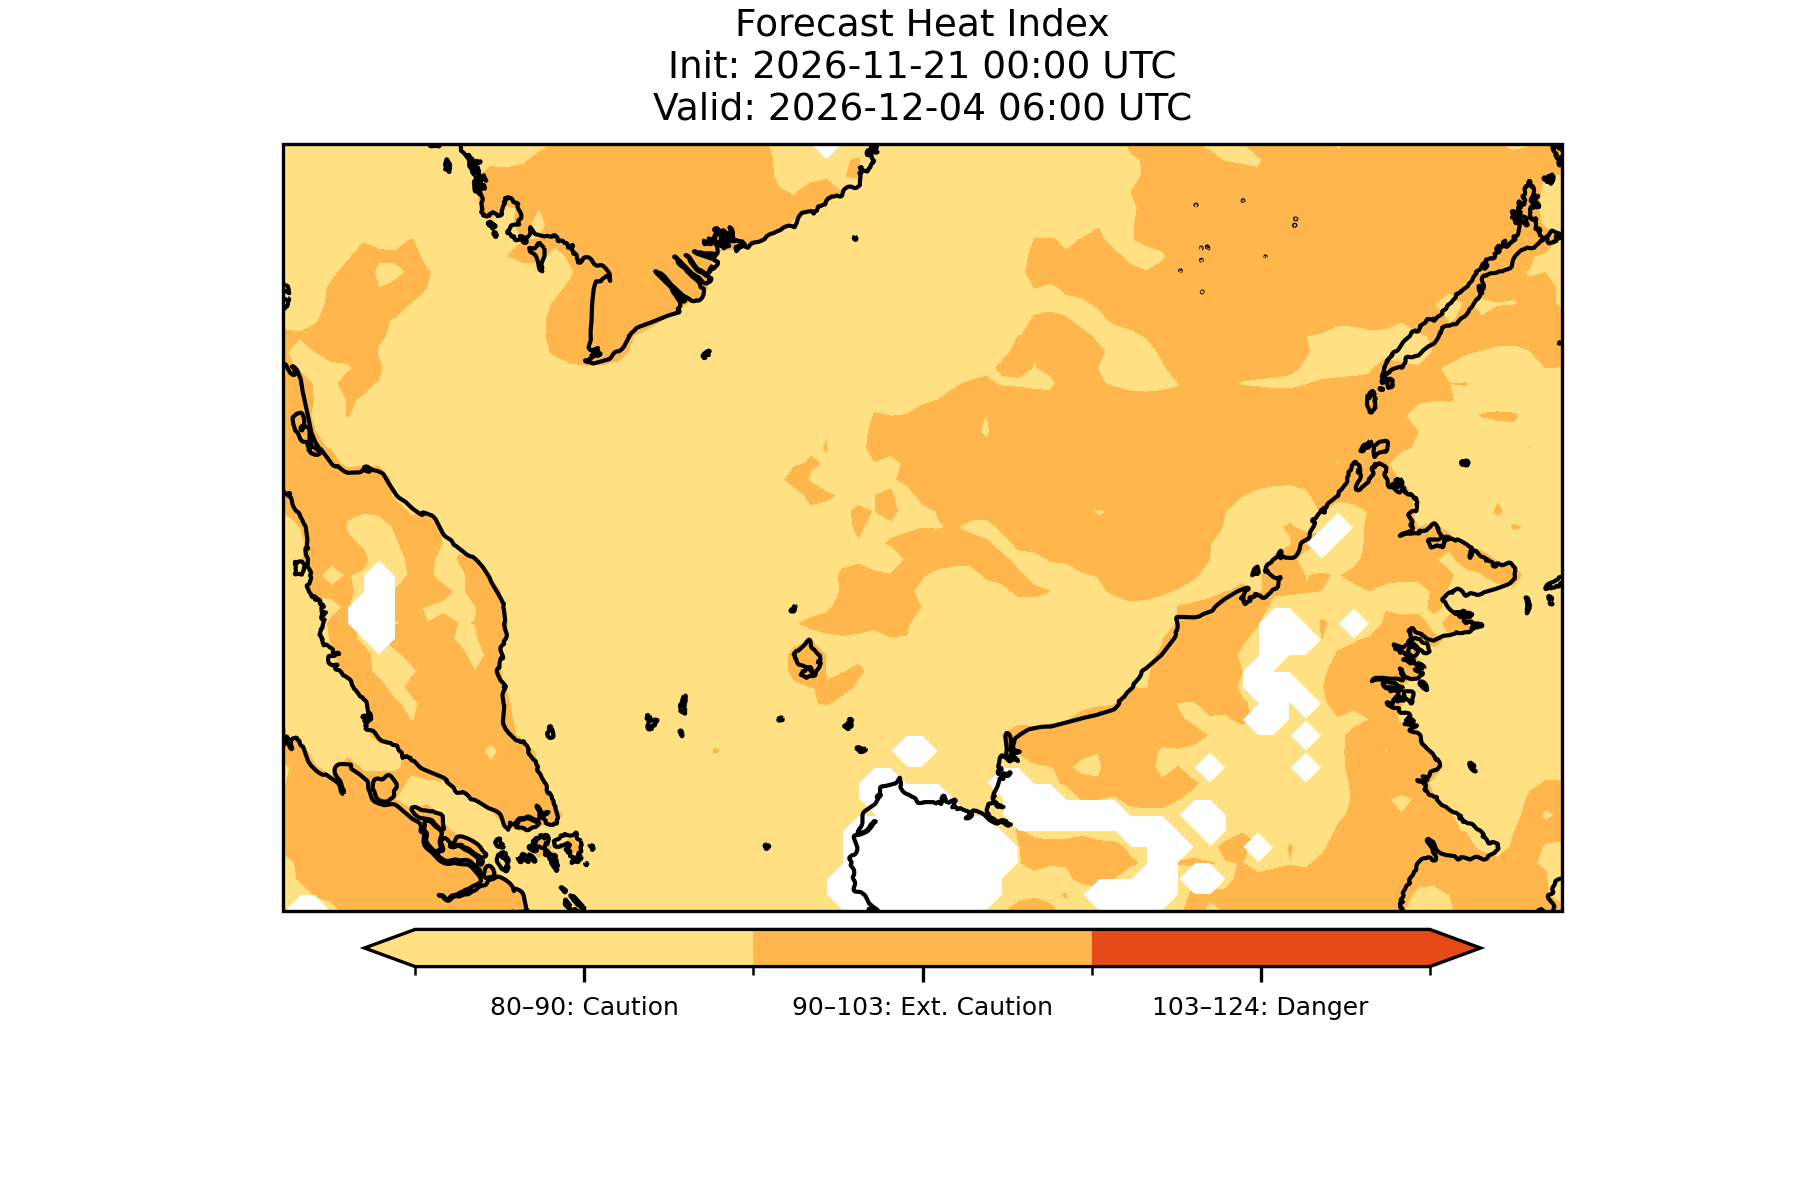 Forecast Heat Index
Init: 2026-11-21 00:00 UTC
Valid: 2026-12-04 06:00 UTC
80–90: Caution
90–103: Ext. Caution
103–124: Danger